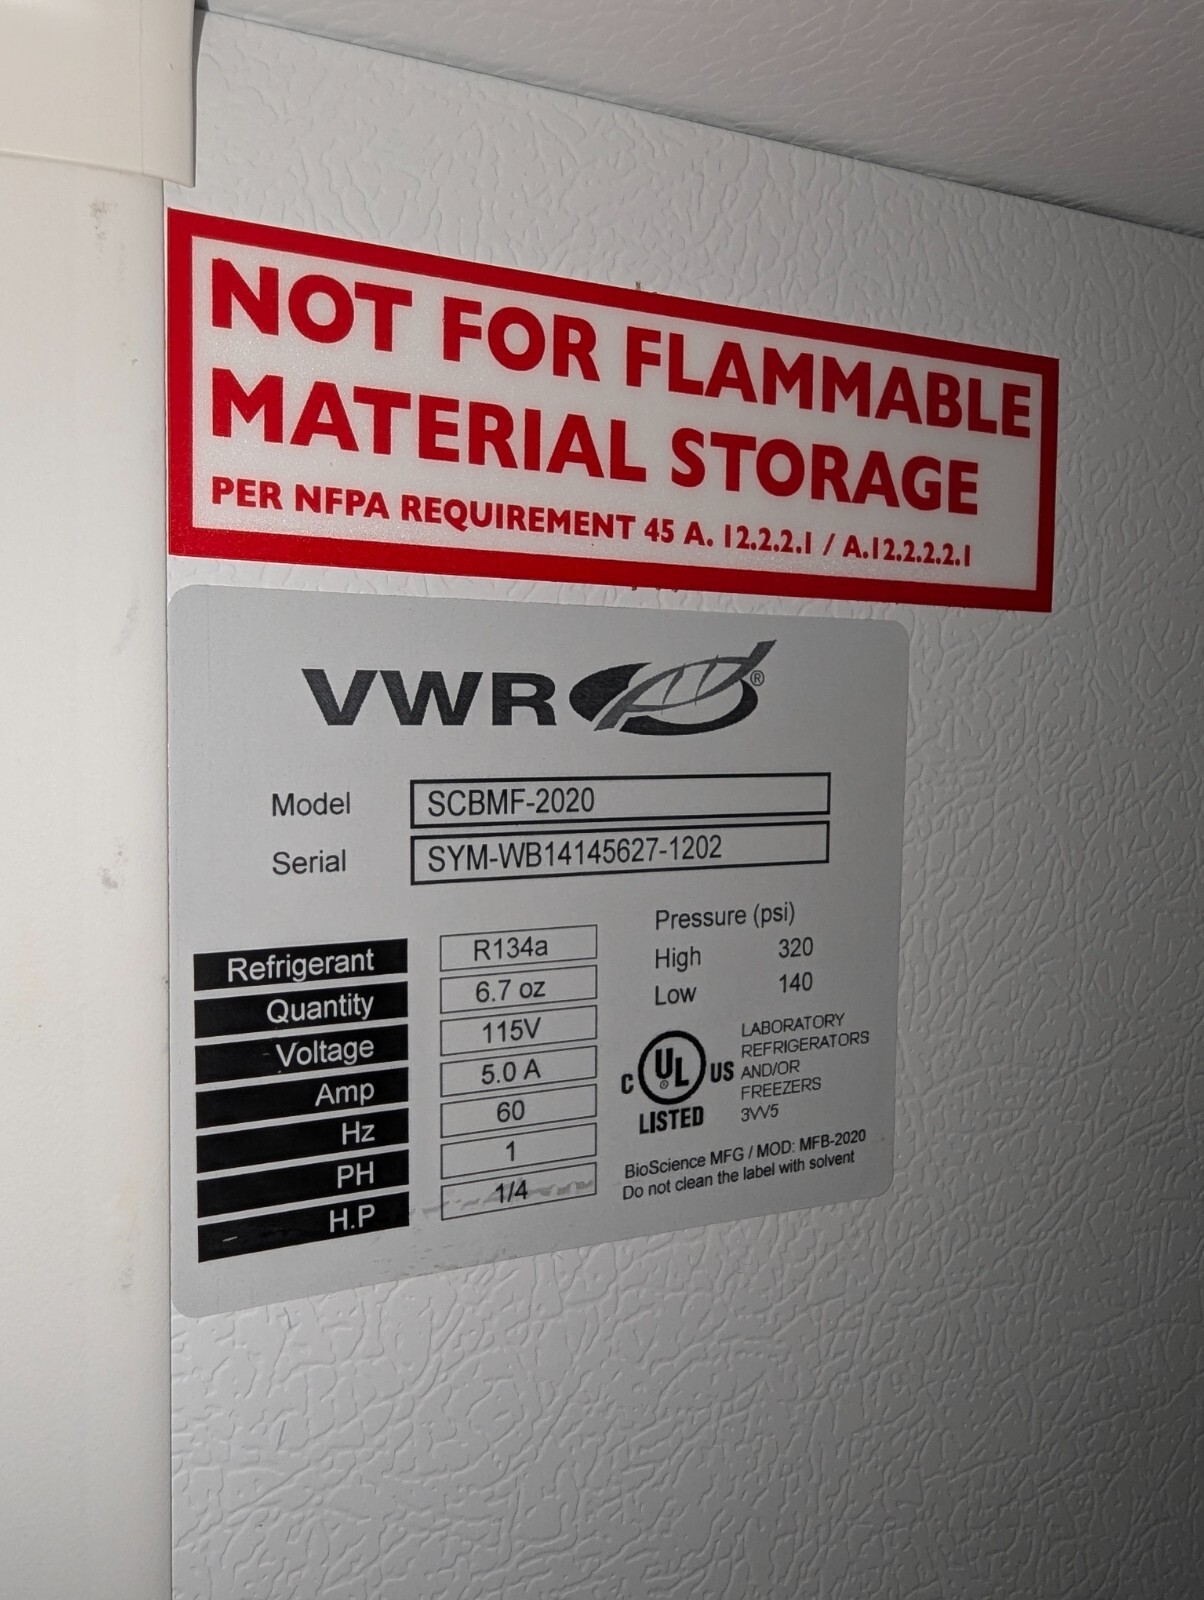 NOT FOR FLAMMABLE
MATERIAL STORAGE
PER NFPA REQUIREMENT 45 A. 12.2.2.1 / A.12.2.2.2.1
VWR®
Model SCBMF-2020
Serial SYM-WB14145627-1202
Refrigerant R134a
Quantity 6.7 oz
Voltage 115V
Amp 5.0 A
Hz 60
PH 1
H.P 1/4
Pressure (psi)
High 320
Low 140
C UL® US
LISTED
LABORATORY
REFRIGERATORS
AND/OR
FREEZERS
3VV5
BioScience MFG / MOD: MFB-2020
Do not clean the label with solvent